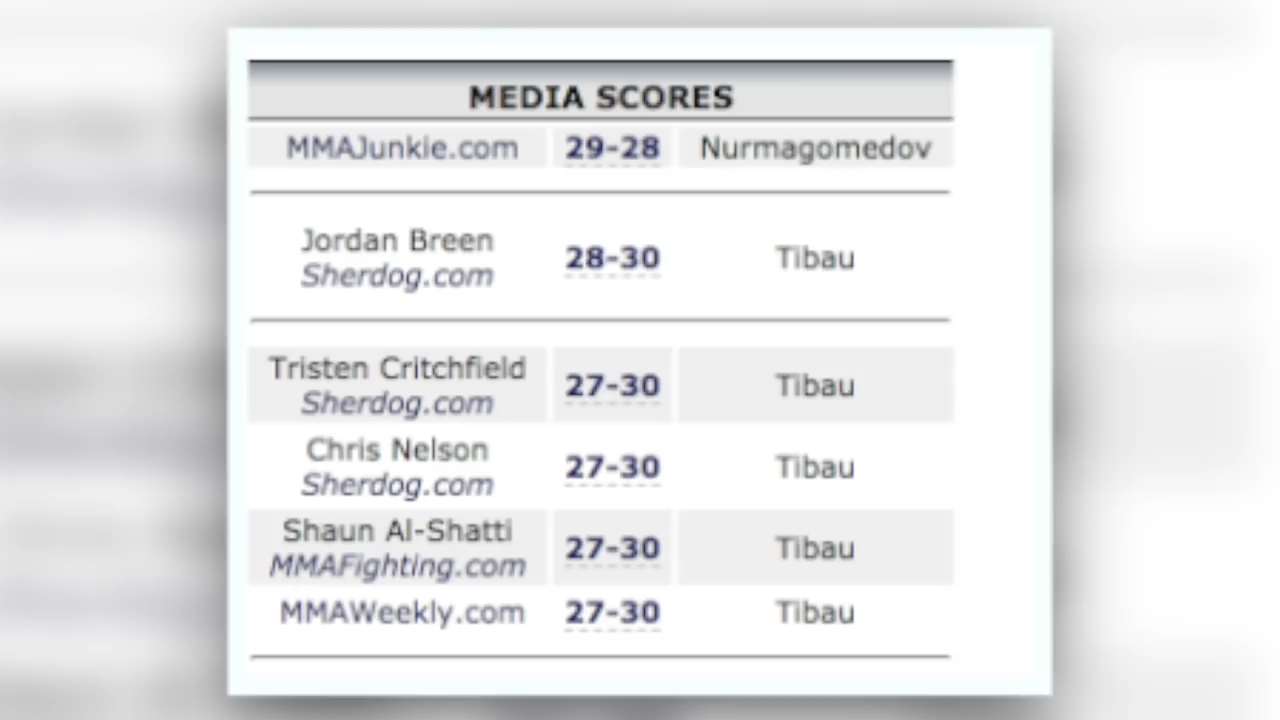 MEDIA SCORES
MMAJunkie.com 29-28 Nurmagomedov
Jordan Breen
Sherdog.com 28-30 Tibau
Tristen Critchfield
Sherdog.com 27-30 Tibau
Chris Nelson
Sherdog.com 27-30 Tibau
Shaun Al-Shatti
MMAFighting.com 27-30 Tibau
MMAWeekly.com 27-30 Tibau